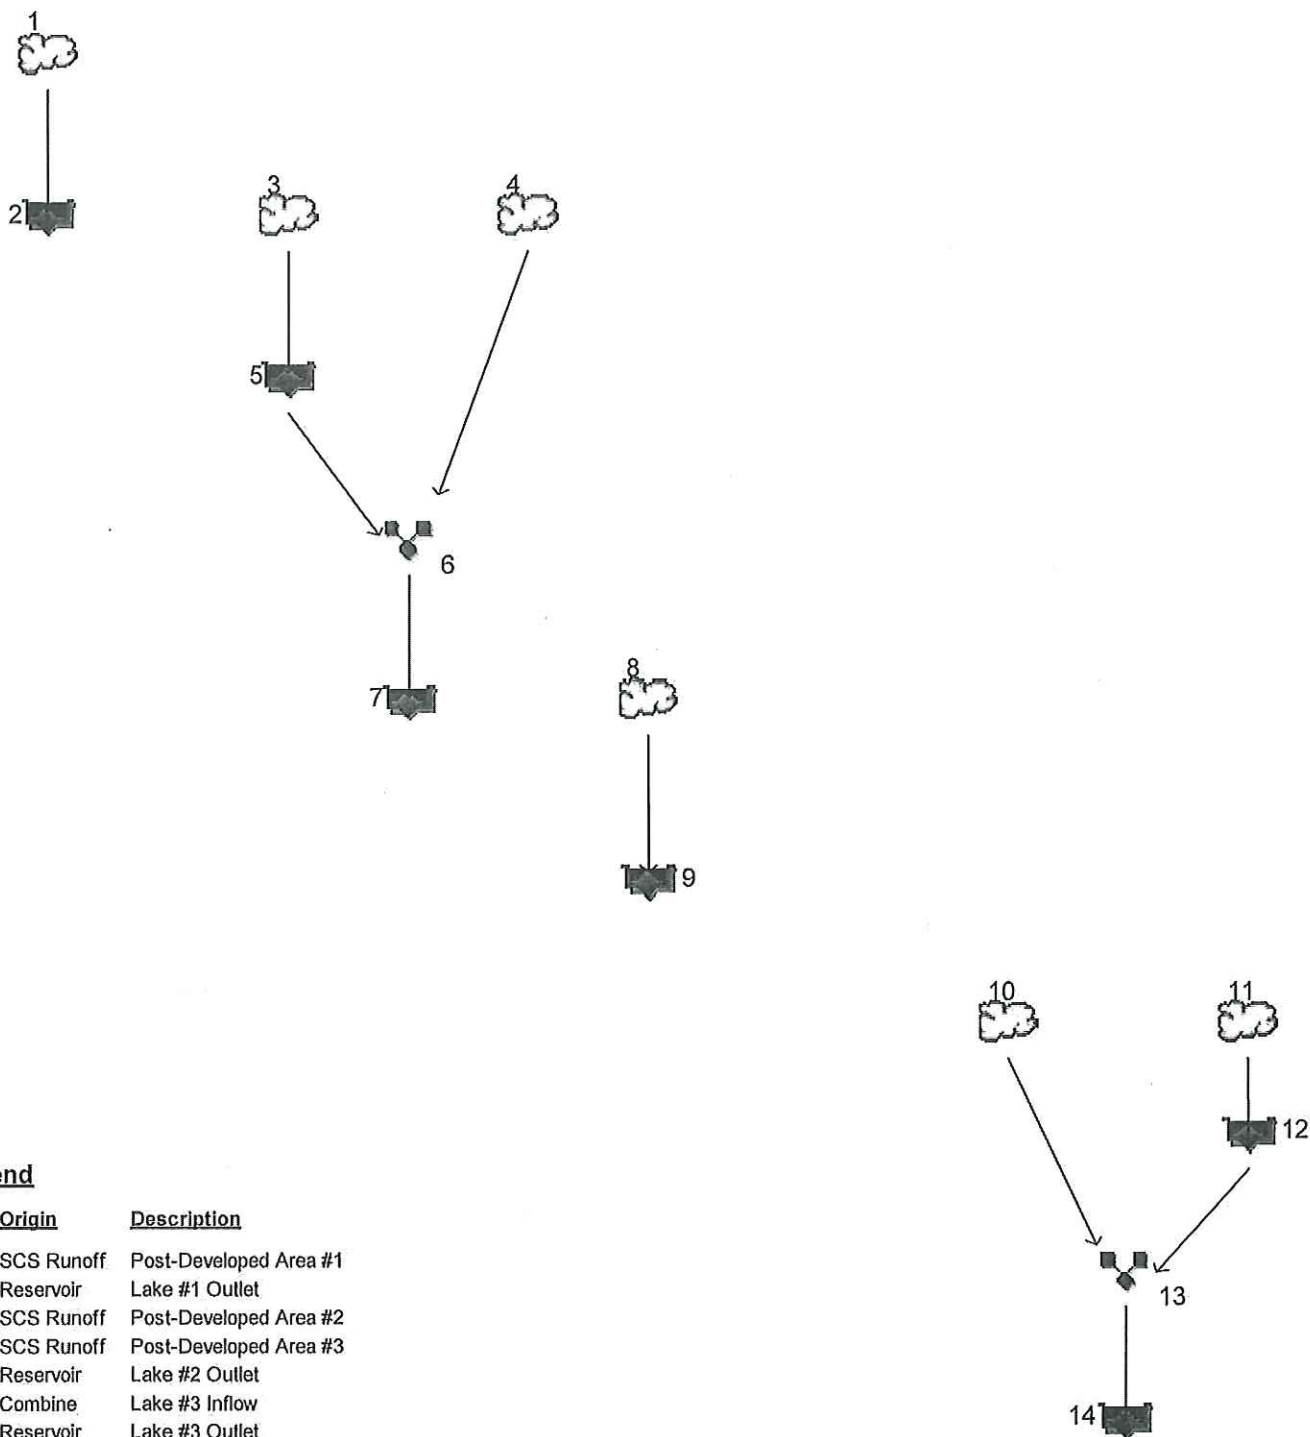 1
2
3
4
5
6
7
8
9
10
11
12
13
14
end
Origin Description
SCS Runoff Post-Developed Area #1
Reservoir Lake #1 Outlet
SCS Runoff Post-Developed Area #2
SCS Runoff Post-Developed Area #3
Reservoir Lake #2 Outlet
Combine Lake #3 Inflow
Reservoir Lake #3 Outlet